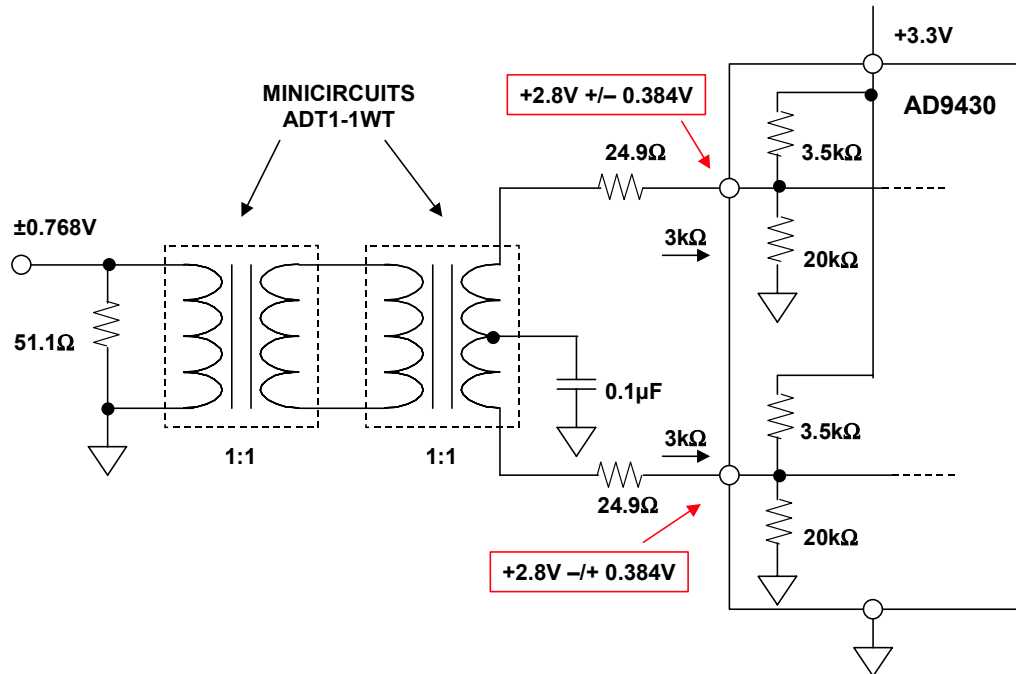 +3.3V
+2.8V +/– 0.384V
AD9430
MINICIRCUITS
ADT1-1WT
24.9Ω
3.5kΩ
±0.768V
3kΩ
20kΩ
51.1Ω
0.1µF
3.5kΩ
3kΩ
1:1
1:1
24.9Ω
20kΩ
+2.8V –/+ 0.384V